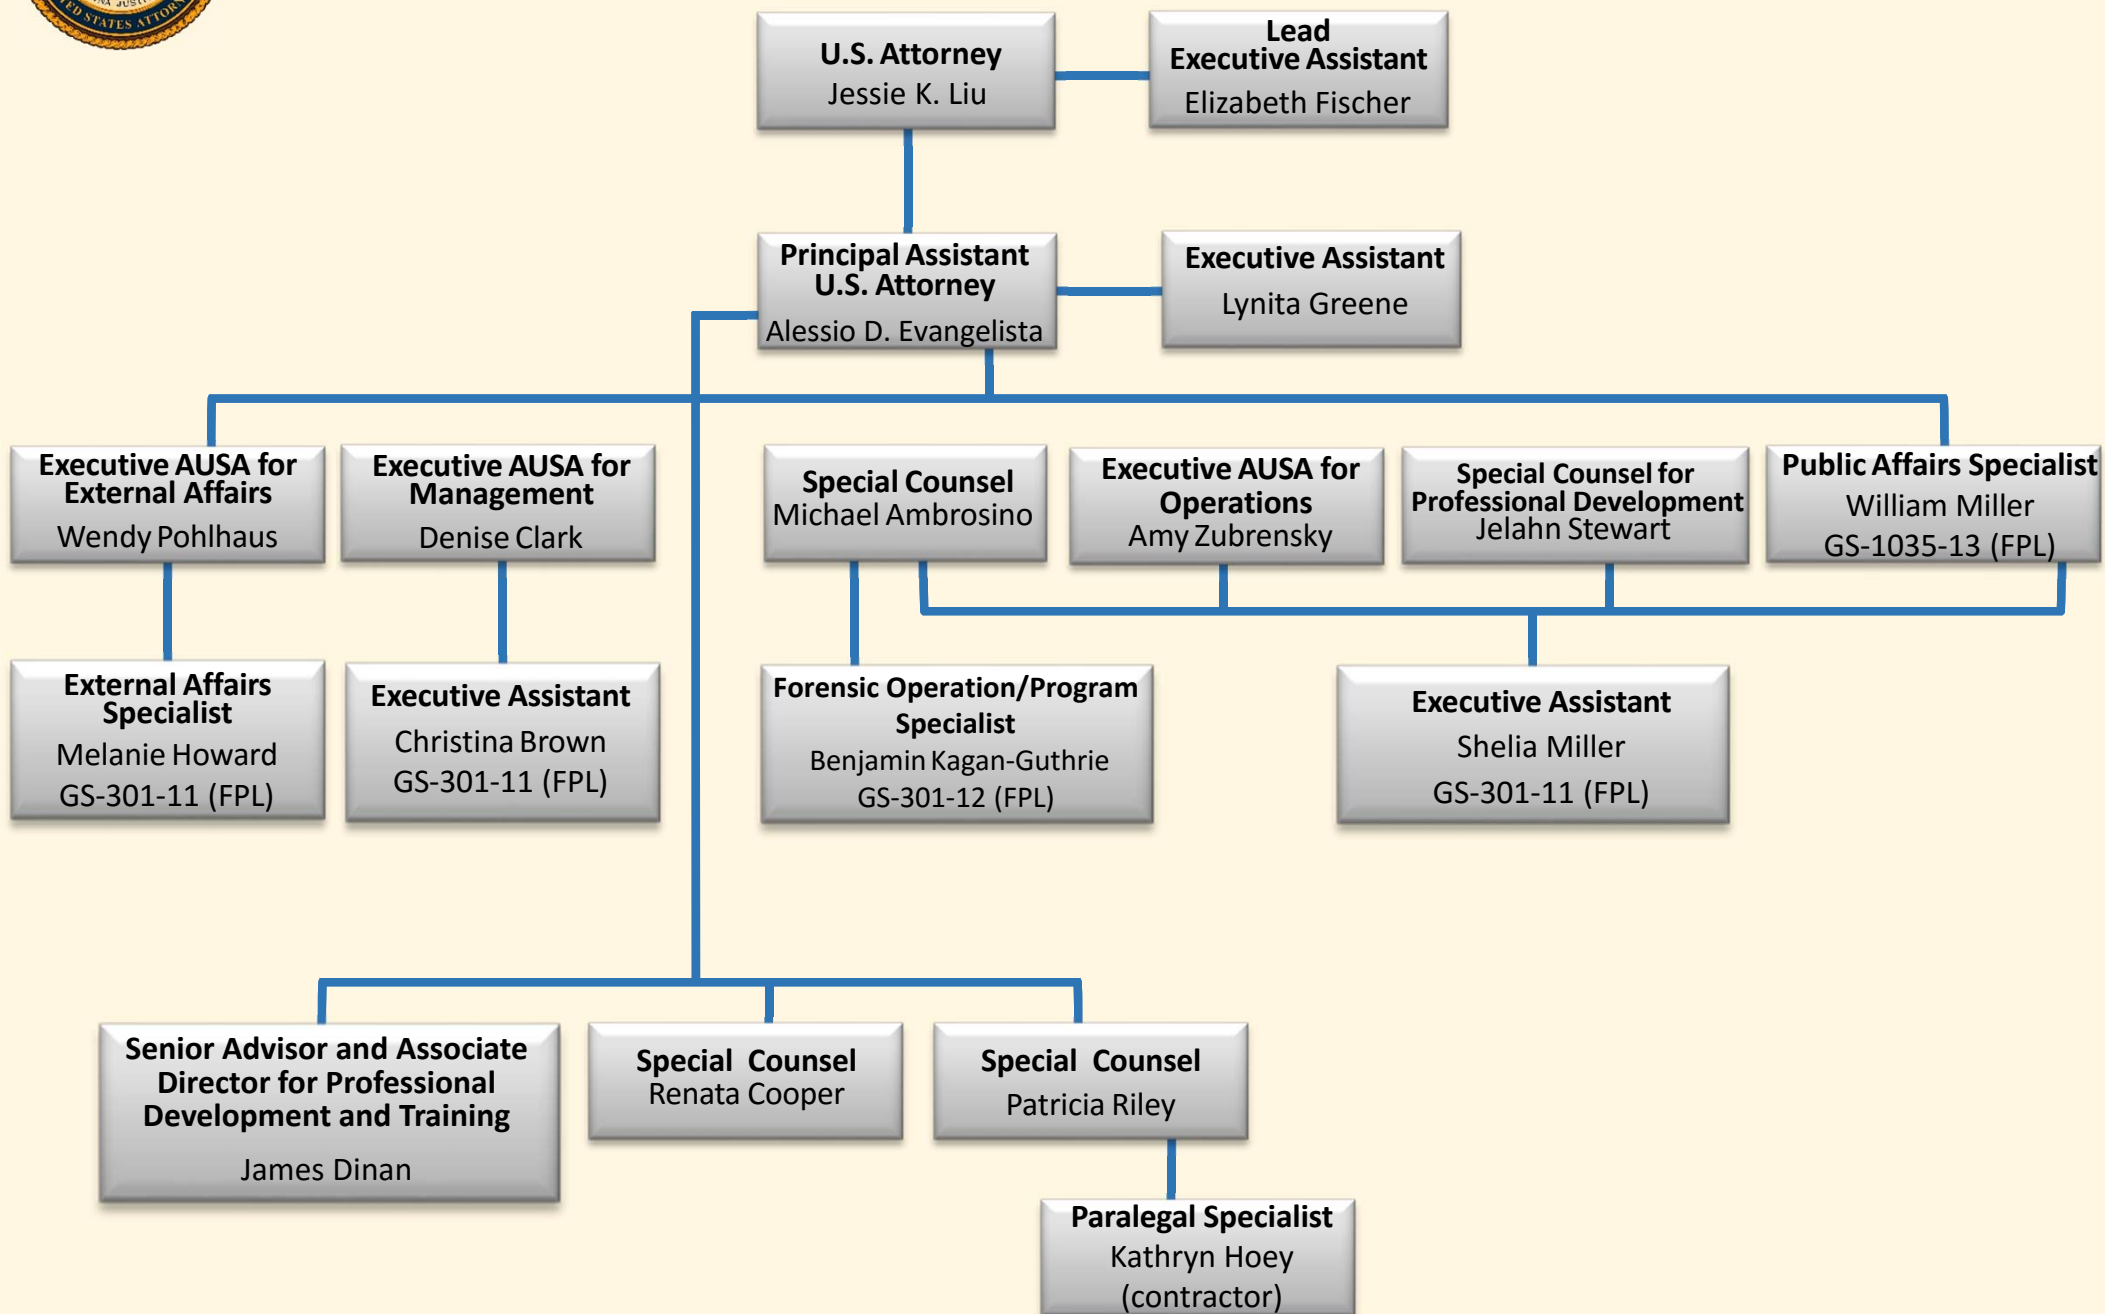 NA JUSTI
ED STATES ATTOR
U.S. Attorney
Jessie K. Liu
Lead
Executive Assistant
Elizabeth Fischer
Principal Assistant
U.S. Attorney
Alessio D. Evangelista
Executive Assistant
Lynita Greene
Executive AUSA for
External Affairs
Wendy Pohlhaus
Executive AUSA for
Management
Denise Clark
Special Counsel
Michael Ambrosino
Executive AUSA for
Operations
Amy Zubrensky
Special Counsel for
Professional Development
Jelahn Stewart
Public Affairs Specialist
William Miller
GS-1035-13 (FPL)
External Affairs
Specialist
Melanie Howard
GS-301-11 (FPL)
Executive Assistant
Christina Brown
GS-301-11 (FPL)
Forensic Operation/Program
Specialist
Benjamin Kagan-Guthrie
GS-301-12 (FPL)
Executive Assistant
Shelia Miller
GS-301-11 (FPL)
Senior Advisor and Associate
Director for Professional
Development and Training
James Dinan
Special Counsel
Renata Cooper
Special Counsel
Patricia Riley
Paralegal Specialist
Kathryn Hoey
(contractor)